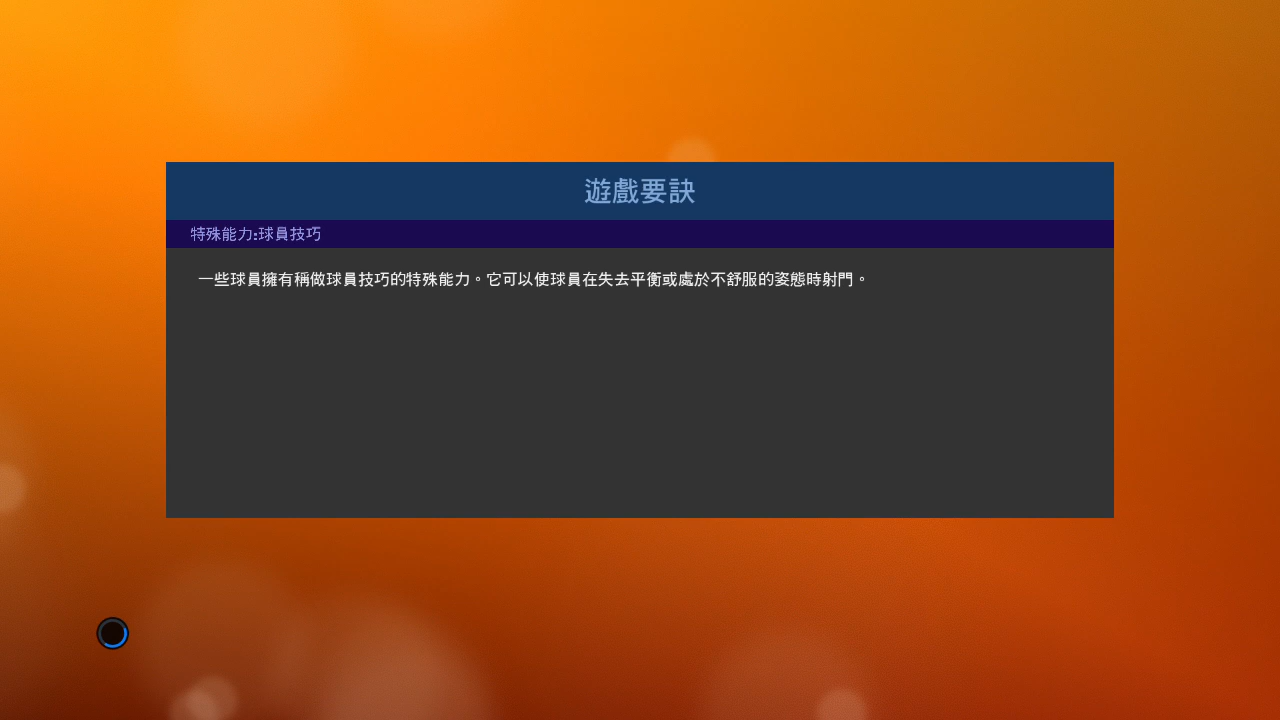 遊戲要訣
特殊能力:球員技巧
一些球員擁有稱做球員技巧的特殊能力。它可以使球員在失去平衡或處於不舒服的姿態時射門。